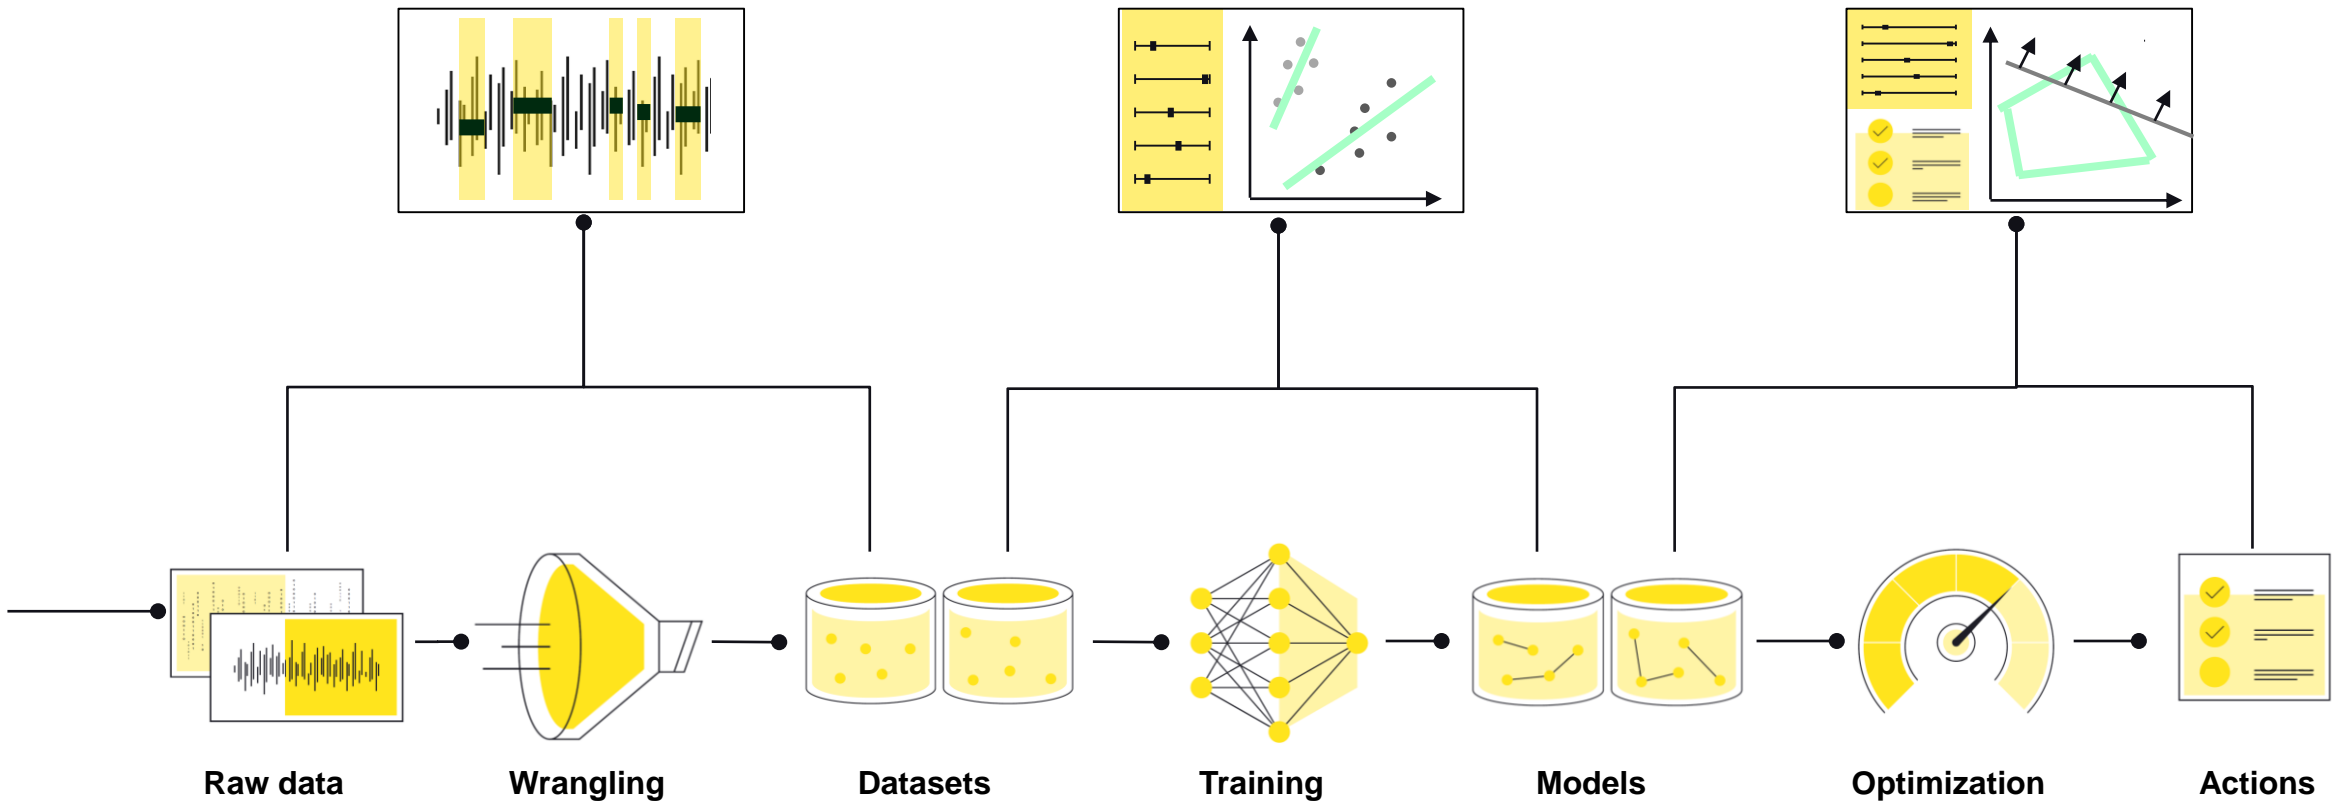 Raw data
Wrangling
Datasets
Training
Models
Optimization
Actions